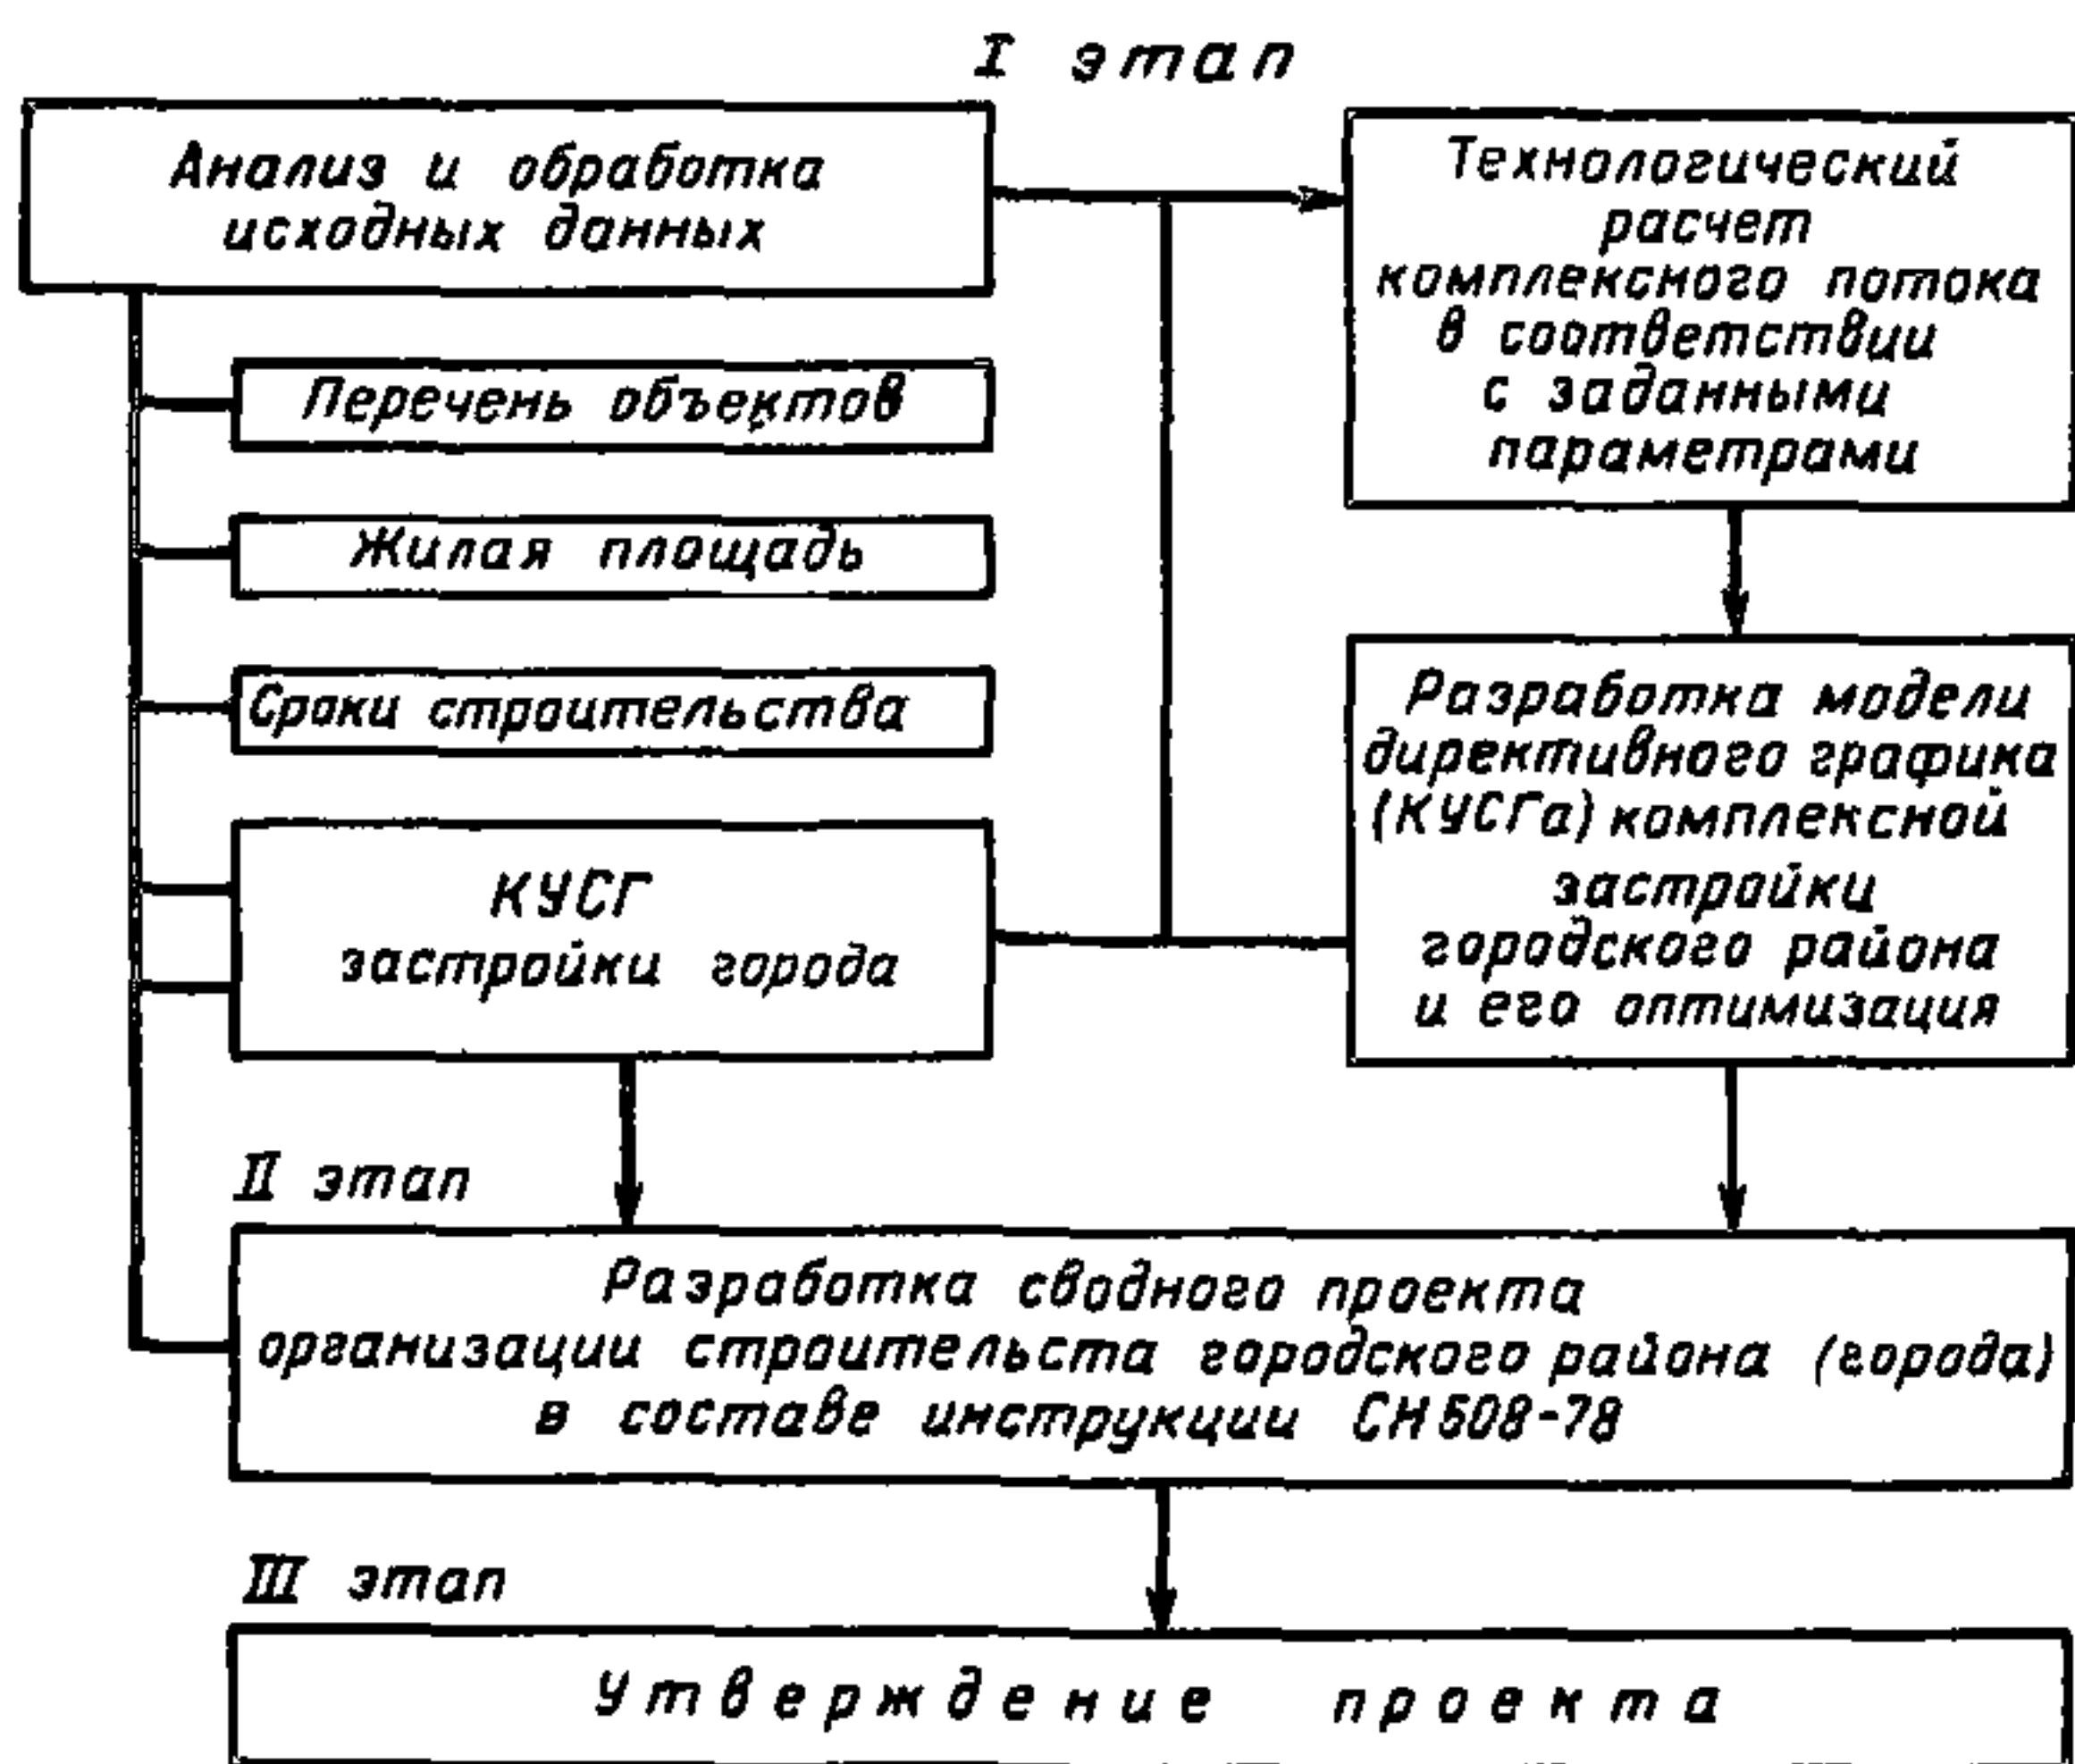 I этап
Анализ и обработка
исходных данных
Перечень объектов
Жилая площадь
Сроки строительства
КУСГ
застройки города
Технологический
расчет
комплексного потока
в соответствии
с заданными
параметрами
Разработка модели
директивного графика
(КУСГа) комплексной
застройки
городского района
и его оптимизация
II этап
Разработка сводного проекта
организации строительста городского района (города)
в составе инструкции СН 508-78
III этап
Утверждение проекта